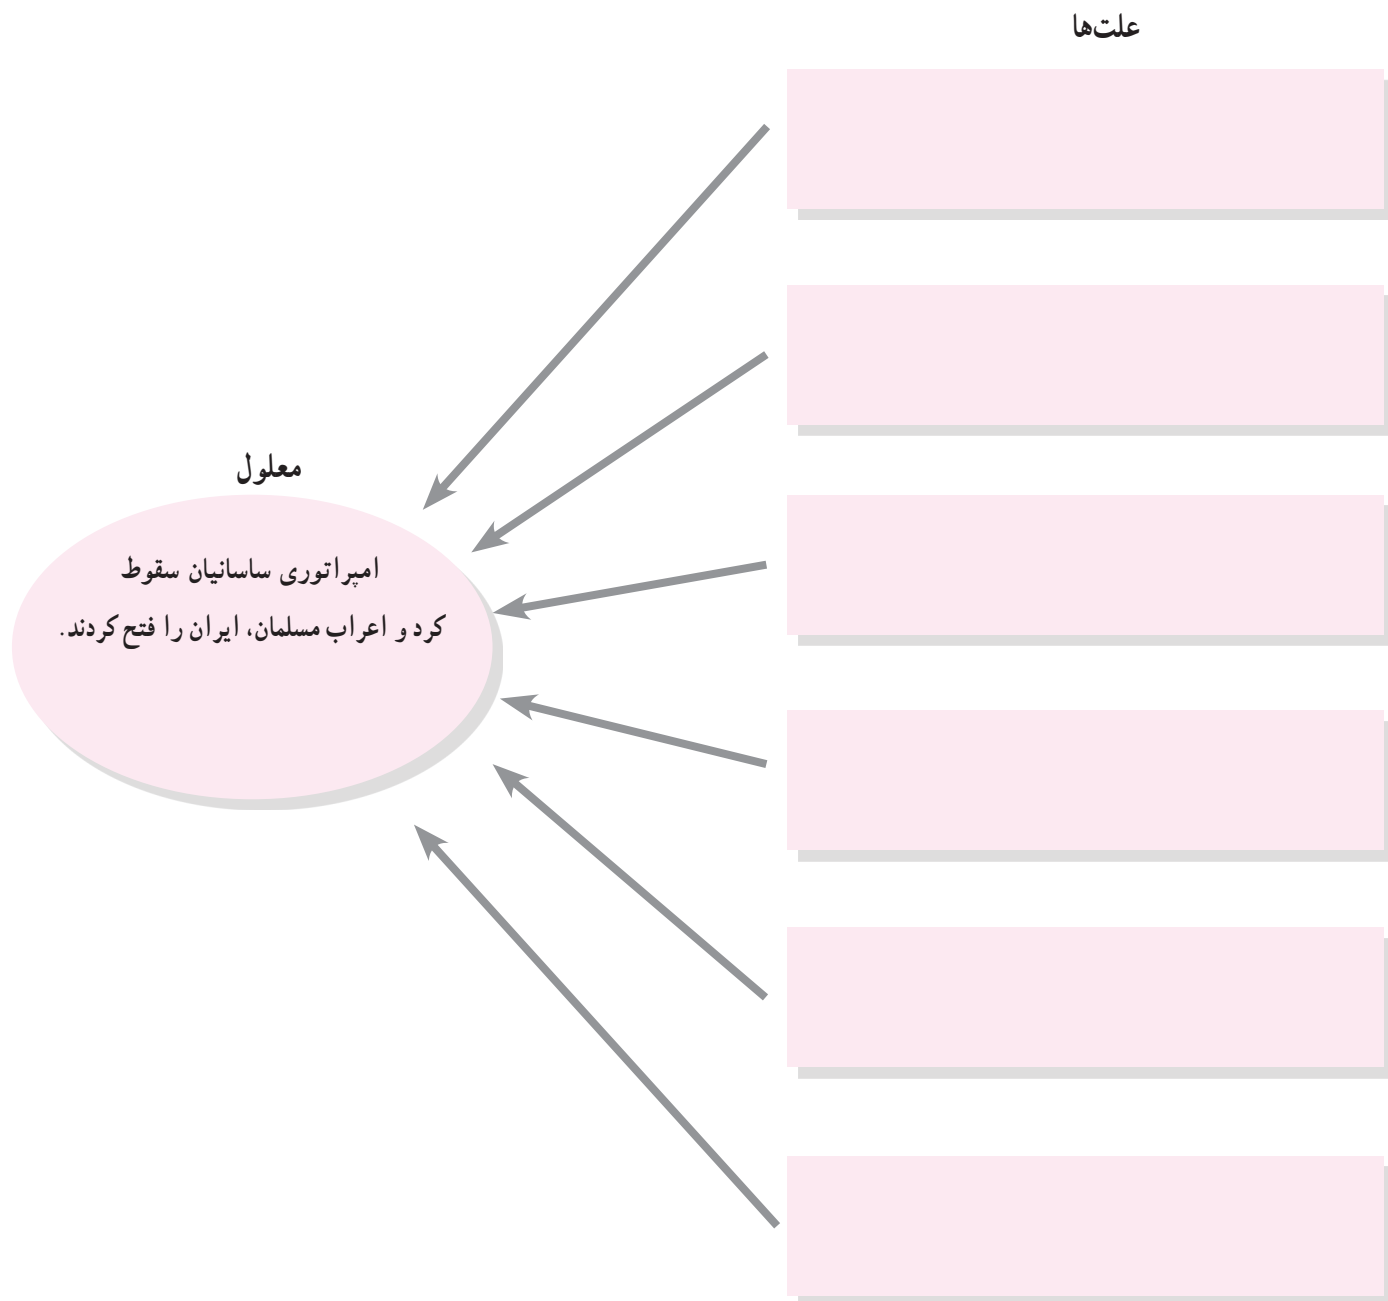 علت‌ها
معلول
امپراتوری ساسانیان سقوط
کرد و اعراب مسلمان، ایران را فتح کردند.